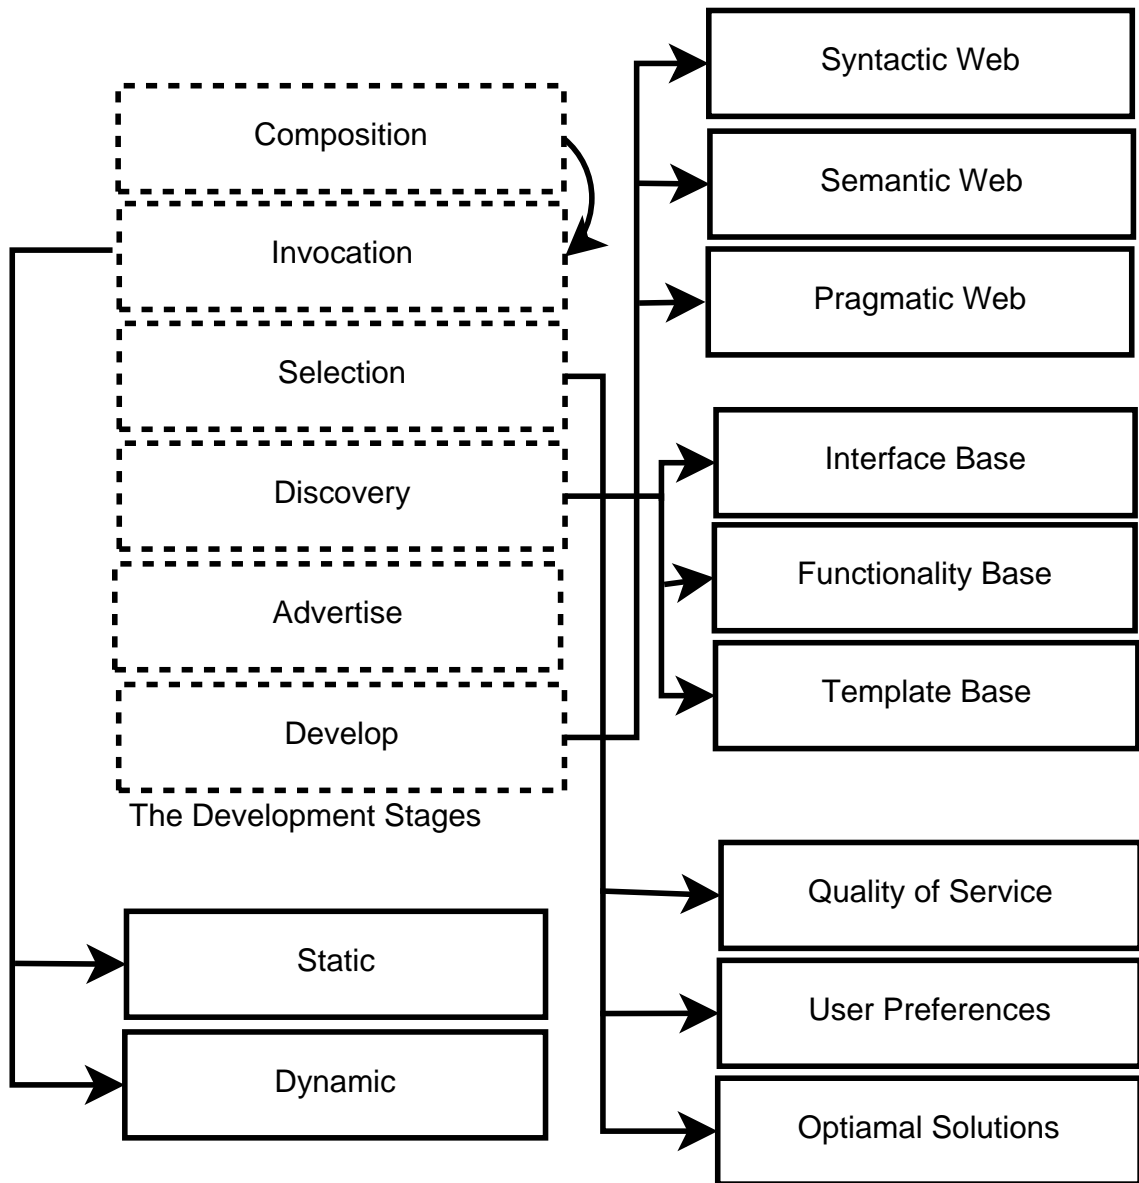 Composition
Invocation
Selection
Discovery
Advertise
Develop
The Development Stages
Static
Dynamic
Syntactic Web
Semantic Web
Pragmatic Web
Interface Base
Functionality Base
Template Base
Quality of Service
User Preferences
Optiamal Solutions